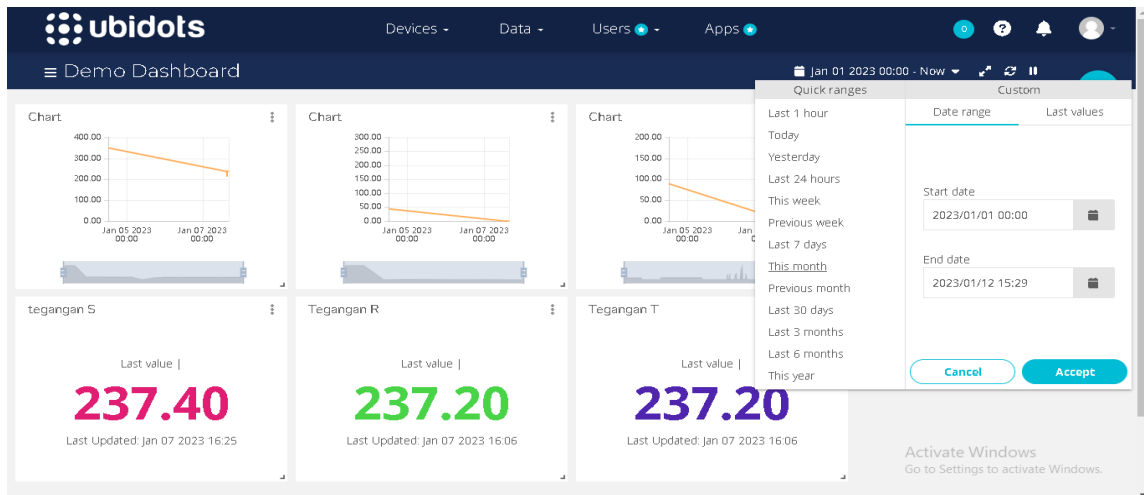 ubidots
Devices
Data
Users
Apps
0
?
Demo Dashboard
Jan 01 2023 00:00 - Now
Quick ranges
Last 1 hour
Today
Yesterday
Last 24 hours
This week
Previous week
Last 7 days
This month
Previous month
Last 30 days
Last 3 months
Last 6 months
This year
Custom
Date range
Last values
Start date
2023/01/01 00:00
End date
2023/01/12 15:29
Cancel
Accept
Chart
400.00
300.00
200.00
100.00
0.00
Jan 05 2023
00:00
Jan 07 2023
00:00
Chart
300.00
250.00
200.00
150.00
100.00
50.00
0.00
Jan 05 2023
00:00
Jan 07 2023
00:00
Chart
200.00
150.00
100.00
50.00
0.00
Jan 05 2023
00:00
Jan
tegangan S
Last value |
237.40
Last Updated: Jan 07 2023 16:25
Tegangan R
Last value |
237.20
Last Updated: Jan 07 2023 16:06
Tegangan T
Last value |
237.20
Last Updated: Jan 07 2023 16:06
Activate Windows
Go to Settings to activate Windows.